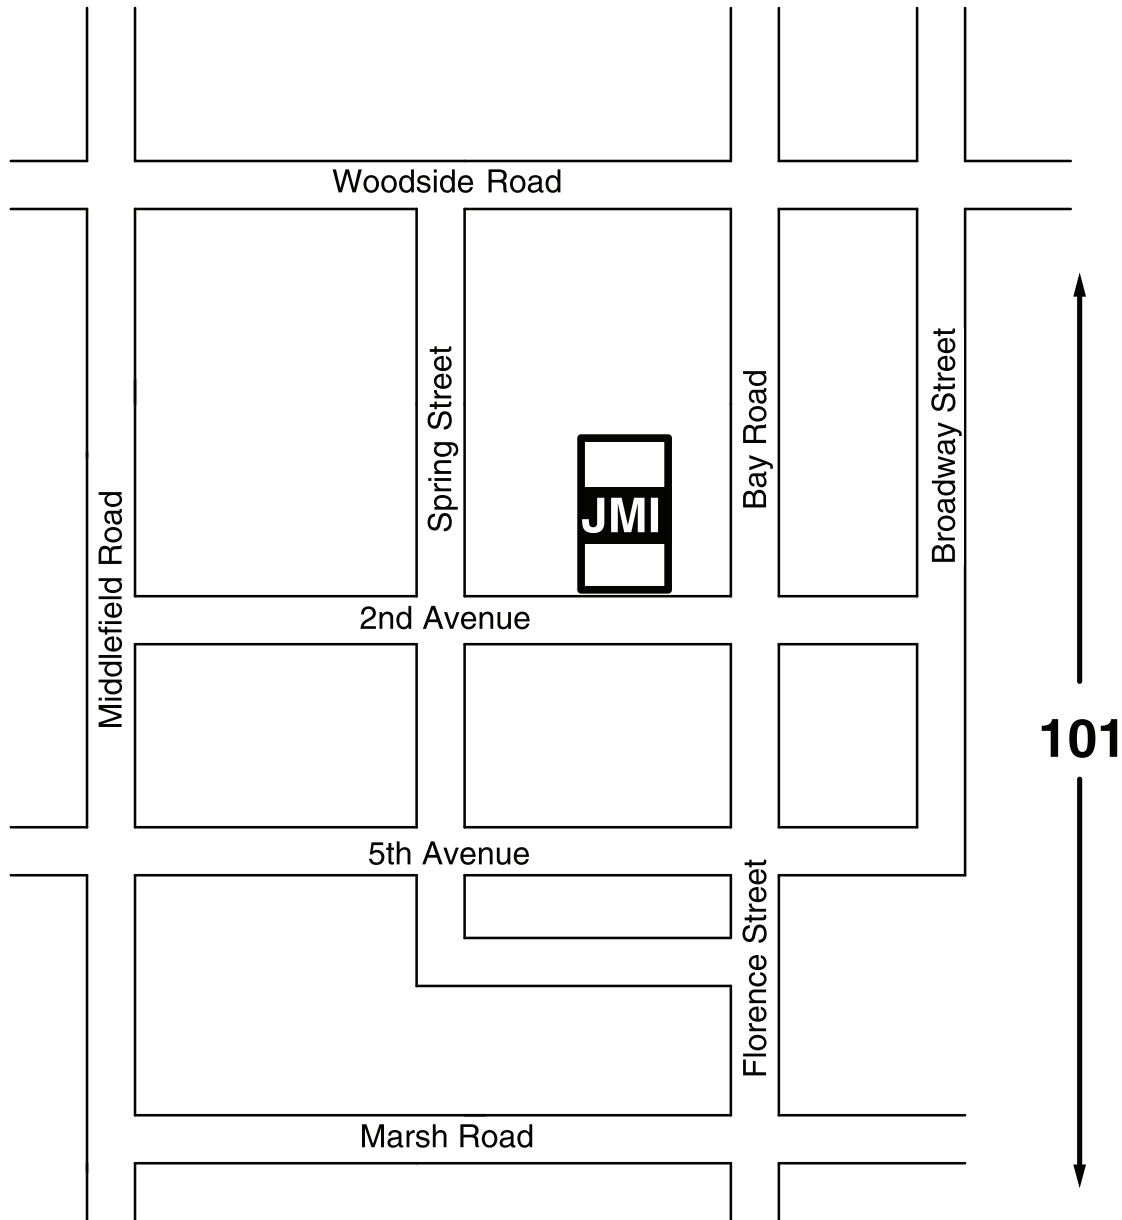 Woodside Road
Spring Street
Bay Road
Broadway Street
JMI
Middlefield Road
2nd Avenue
101
5th Avenue
Florence Street
Marsh Road